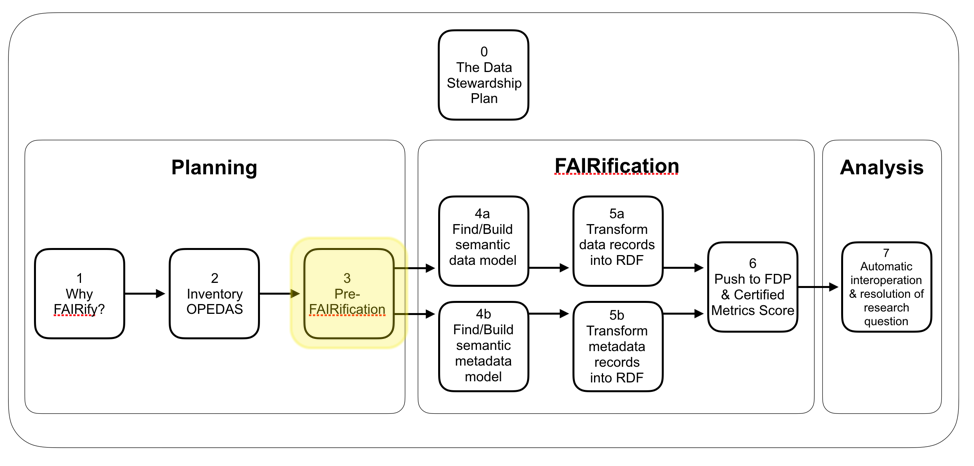 0
The Data
Stewardship
Plan
Planning
1
Why
FAIRify?
2
Inventory
OPEDAS
3
Pre-
FAIRification
FAIRification
4a
Find/Build
semantic
data model
5a
Transform
data records
into RDF
4b
Find/Build
semantic
metadata
model
5b
Transform
metadata
records
into RDF
6
Push to FDP
& Certified
Metrics Score
Analysis
7
Automatic
interoperation
& resolution of
research
question